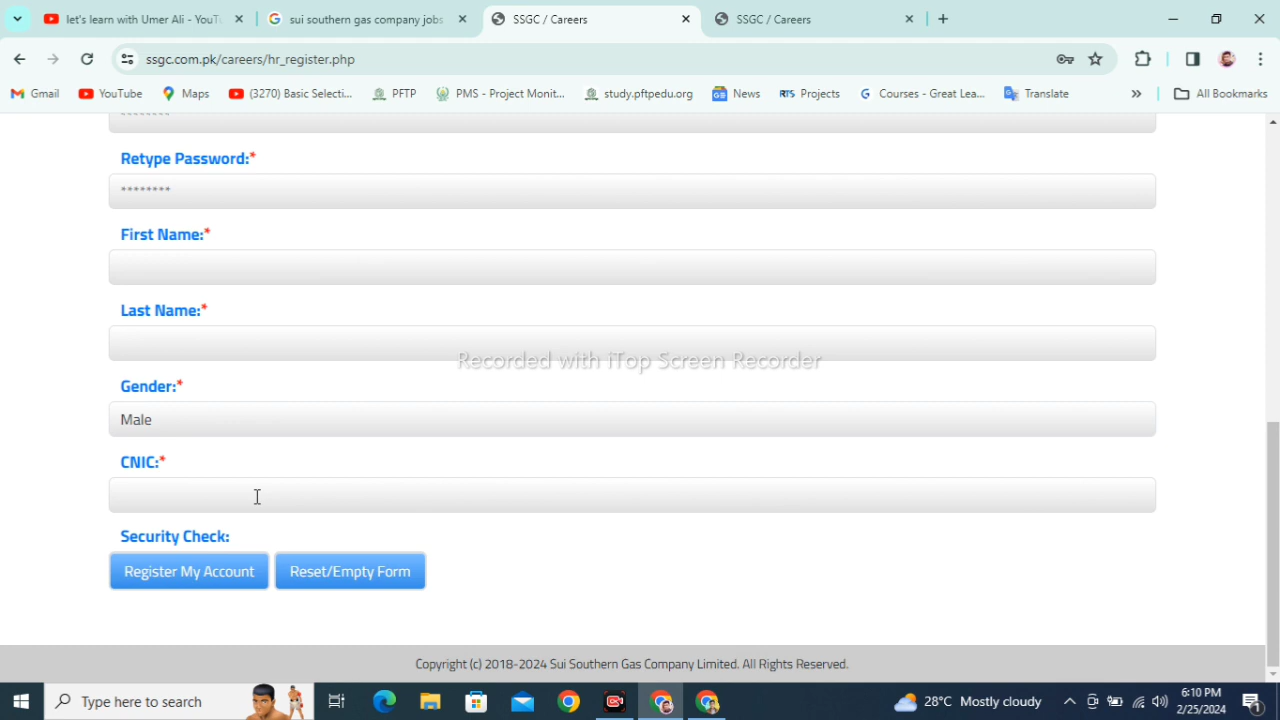 let's learn with Umer Ali - YouTu
sui southern gas company jobs
SSGC / Careers
SSGC / Careers
ssgc.com.pk/careers/hr_register.php
Gmail
YouTube
Maps
(3270) Basic Selecti...
PFTP
PMS - Project Monit...
study.pftpedu.org
News
RTS Projects
Courses - Great Lea...
Translate
»
All Bookmarks
********
Retype Password:*
********
First Name:*
Last Name:*
Recorded with iTop Screen Recorder
Gender:*
Male
CNIC:*
Security Check:
Register My Account
Reset/Empty Form
Copyright (c) 2018-2024 Sui Southern Gas Company Limited. All Rights Reserved.
Type here to search
28°C Mostly cloudy
6:10 PM
2/25/2024
1